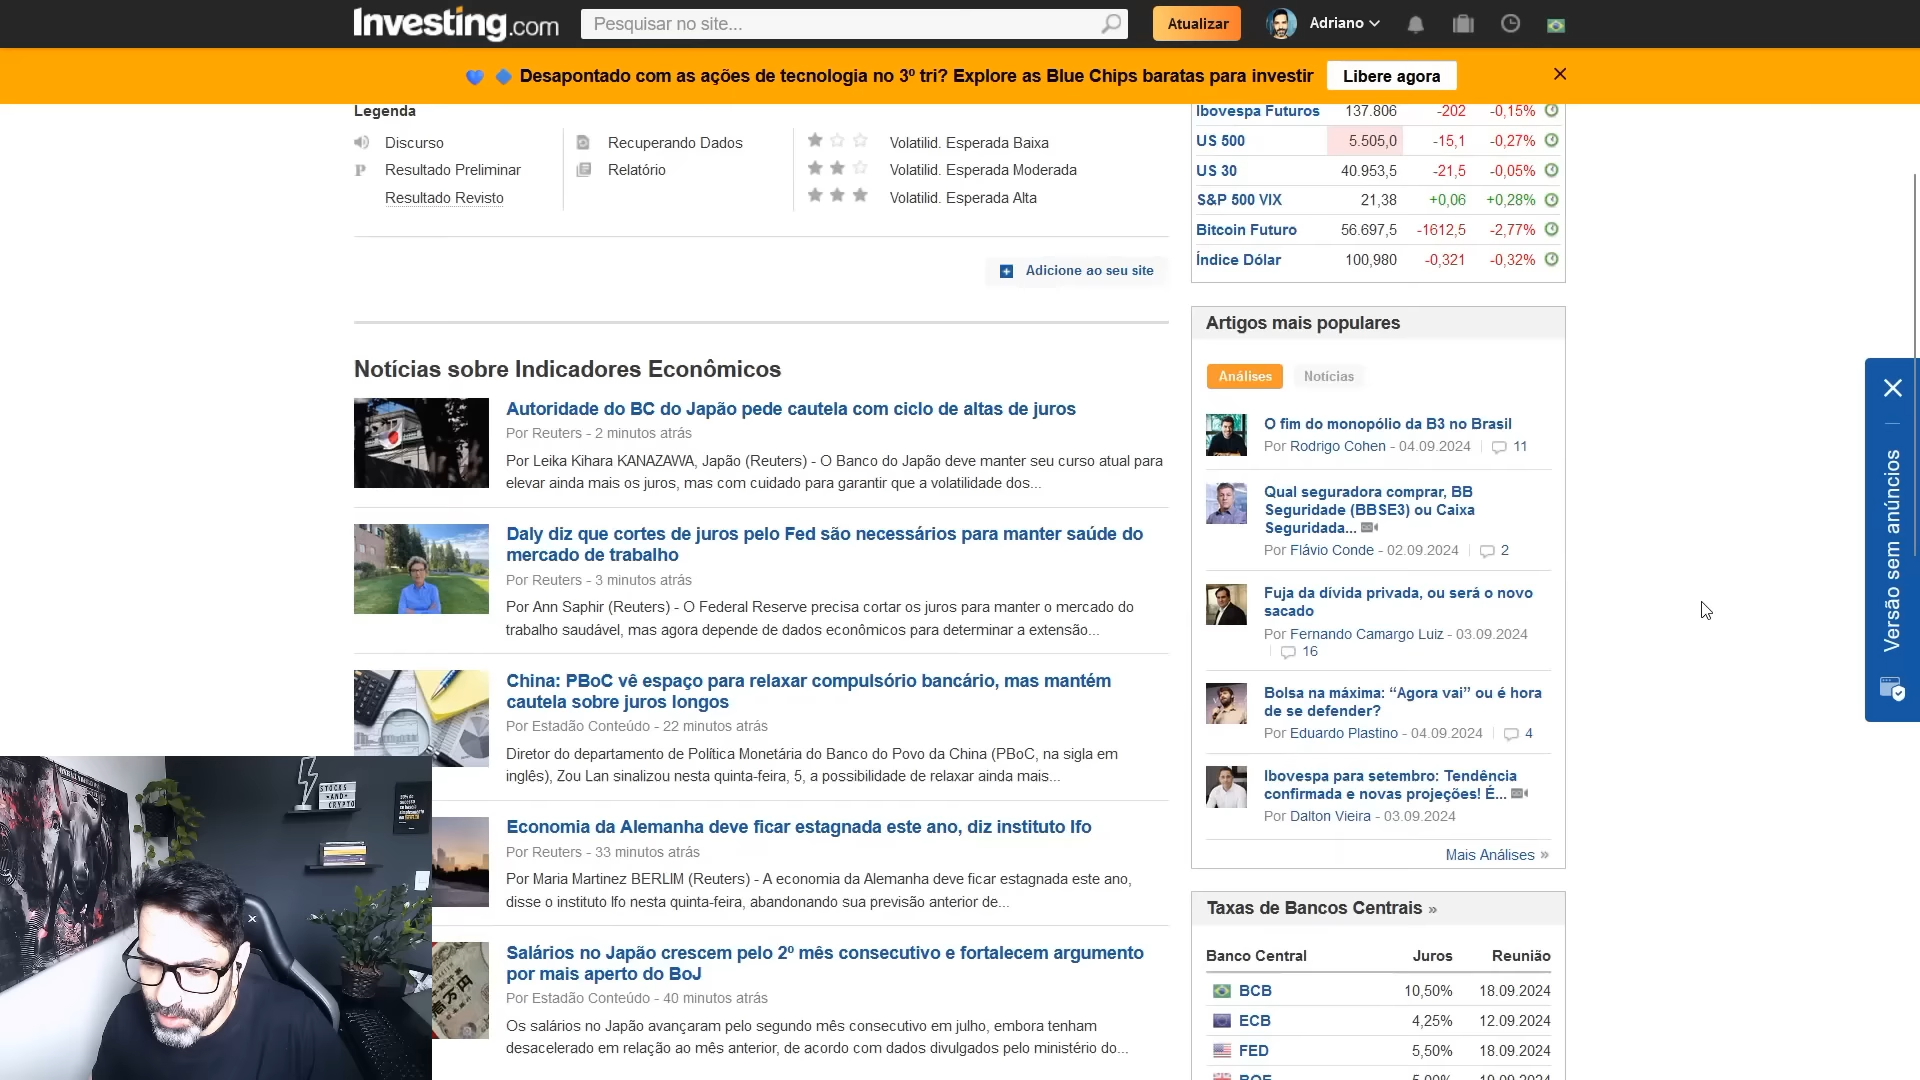 Investing.com
Pesquisar no site...
Atualizar
Adriano
Desapontado com as ações de tecnologia no 3º tri? Explore as Blue Chips baratas para investir
Libere agora
Legenda
Discurso
Resultado Preliminar
Resultado Revisto
Recuperando Dados
Relatório
Volatilid. Esperada Baixa
Volatilid. Esperada Moderada
Volatilid. Esperada Alta
Adicione ao seu site
Notícias sobre Indicadores Econômicos
Autoridade do BC do Japão pede cautela com ciclo de altas de juros
Por Reuters - 2 minutos atrás
Por Leika Kihara KANAZAWA, Japão (Reuters) - O Banco do Japão deve manter seu curso atual para
elevar ainda mais os juros, mas com cuidado para garantir que a volatilidade dos...
Daly diz que cortes de juros pelo Fed são necessários para manter saúde do
mercado de trabalho
Por Reuters - 3 minutos atrás
Por Ann Saphir (Reuters) - O Federal Reserve precisa cortar os juros para manter o mercado do
trabalho saudável, mas agora depende de dados econômicos para determinar a extensão...
China: PBoC vê espaço para relaxar compulsório bancário, mas mantém
cautela sobre juros longos
Por Estadão Conteúdo - 22 minutos atrás
Diretor do departamento de Política Monetária do Banco do Povo da China (PBoC, na sigla em
inglês), Zou Lan sinalizou nesta quinta-feira, 5, a possibilidade de relaxar ainda mais...
Economia da Alemanha deve ficar estagnada este ano, diz instituto Ifo
Por Reuters - 33 minutos atrás
Por Maria Martinez BERLIM (Reuters) - A economia da Alemanha deve ficar estagnada este ano,
disse o instituto Ifo nesta quinta-feira, abandonando sua previsão anterior de...
Salários no Japão crescem pelo 2º mês consecutivo e fortalecem argumento
por mais aperto do BoJ
Por Estadão Conteúdo - 40 minutos atrás
Os salários no Japão avançaram pelo segundo mês consecutivo em julho, embora tenham
desacelerado em relação ao mês anterior, de acordo com dados divulgados pelo ministério do...
STOCKS
AND
CRYPTO
Ibovespa Futuros 137.806 -202 -0,15%
US 500 5.505,0 -15,1 -0,27%
US 30 40.953,5 -21,5 -0,05%
S&P 500 VIX 21,38 +0,06 +0,28%
Bitcoin Futuro 56.697,5 -1612,5 -2,77%
Índice Dólar 100,980 -0,321 -0,32%
Artigos mais populares
Análises Notícias
O fim do monopólio da B3 no Brasil
Por Rodrigo Cohen - 04.09.2024 11
Qual seguradora comprar, BB
Seguridade (BBSE3) ou Caixa
Seguridada...
Por Flávio Conde - 02.09.2024 2
Fuja da dívida privada, ou será o novo
sacado
Por Fernando Camargo Luiz - 03.09.2024
16
Bolsa na máxima: “Agora vai” ou é hora
de se defender?
Por Eduardo Plastino - 04.09.2024 4
Ibovespa para setembro: Tendência
confirmada e novas projeções! É...
Por Dalton Vieira - 03.09.2024
Mais Análises »
Taxas de Bancos Centrais »
Banco Central Juros Reunião
BCB 10,50% 18.09.2024
ECB 4,25% 12.09.2024
FED 5,50% 18.09.2024
Versão sem anúncios